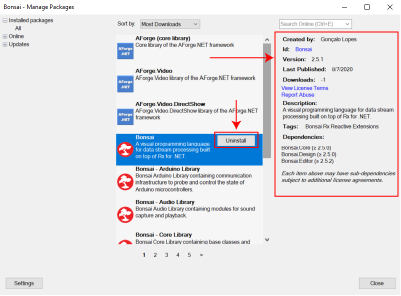 Bonsai - Manage Packages
Installed packages
All
Online
Updates
Sort by: Most Downloads
Search Online (Ctrl+E)
AForge (core library)
Core library of the AForge.NET framework
AForge
.NET
AForge.Video
Video library of the AForge.NET framework
AForge
.NET
AForge.Video.DirectShow
DirectShow Video library of the AForge.NET
framework
AForge
.NET
Bonsai
A visual programming language
for data stream processing built
on top of Rx for .NET
Uninstall
Bonsai - Arduino Library
Bonsai Arduino Library containing communication
infrastructure to probe and control the state of
Arduino microcontrollers.
Bonsai - Audio Library
Bonsai Audio Library containing modules for sound
capture and playback.
Bonsai - Core Library
Bonsai Core Library containing base classes and
1 2 3 4 5 »
Created by: Gonçalo Lopes
Id: Bonsai
Version: 2.5.1
Last Published: 8/7/2020
Downloads: -1
View License Terms
Report Abuse
Description:
A visual programming language for data stream
processing built on top of Rx for .NET
Tags: Bonsai Rx Reactive Extensions
Dependencies:
Bonsai.Core (≥ 2.5.0)
Bonsai.Design (≥ 2.5.0)
Bonsai.Editor (≥ 2.5.2)
Each item above may have sub-dependencies
subject to additional license agreements.
Settings
Close